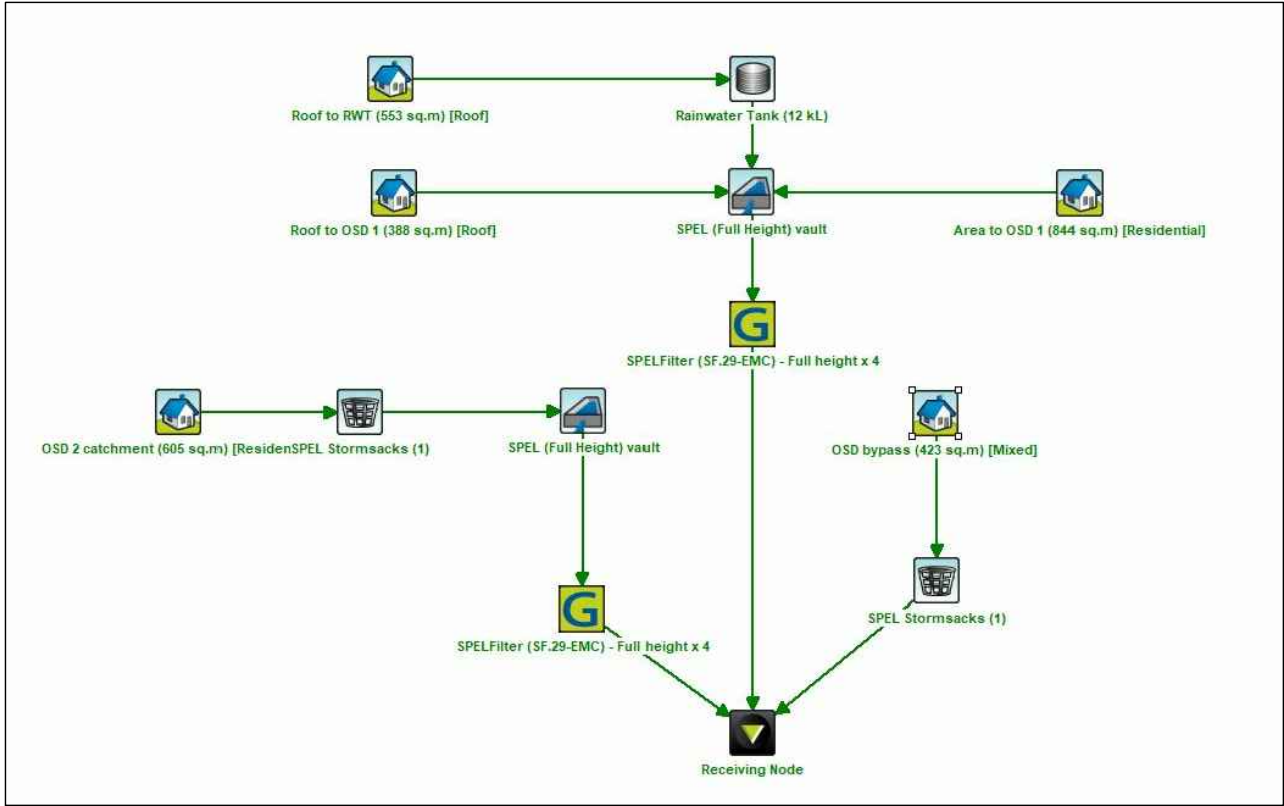 Roof to RWT (553 sq.m) [Roof]
Rainwater Tank (12 kL)
Roof to OSD 1 (388 sq.m) [Roof]
SPEL (Full Height) vault
Area to OSD 1 (844 sq.m) [Residential]
G
SPELFilter (SF.29-EMC) - Full height x 4
OSD 2 catchment (605 sq.m) [Residen
SPEL Stormsacks (1)
SPEL (Full Height) vault
OSD bypass (423 sq.m) [Mixed]
G
SPELFilter (SF.29-EMC) - Full height x 4
SPEL Stormsacks (1)
Receiving Node